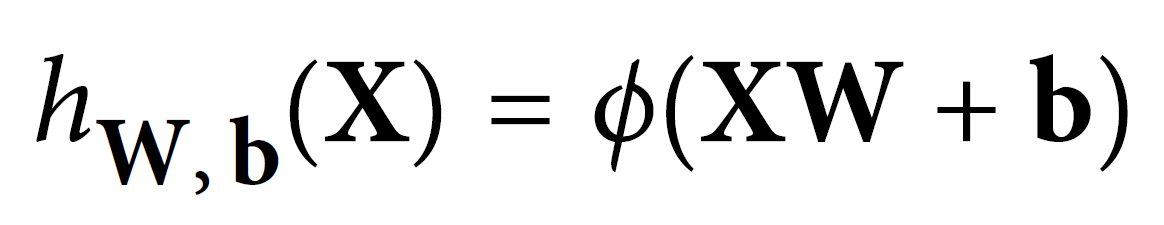 h_{𝐖, 𝐛}(𝐗) = ϕ(𝐗𝐖 + 𝐛)